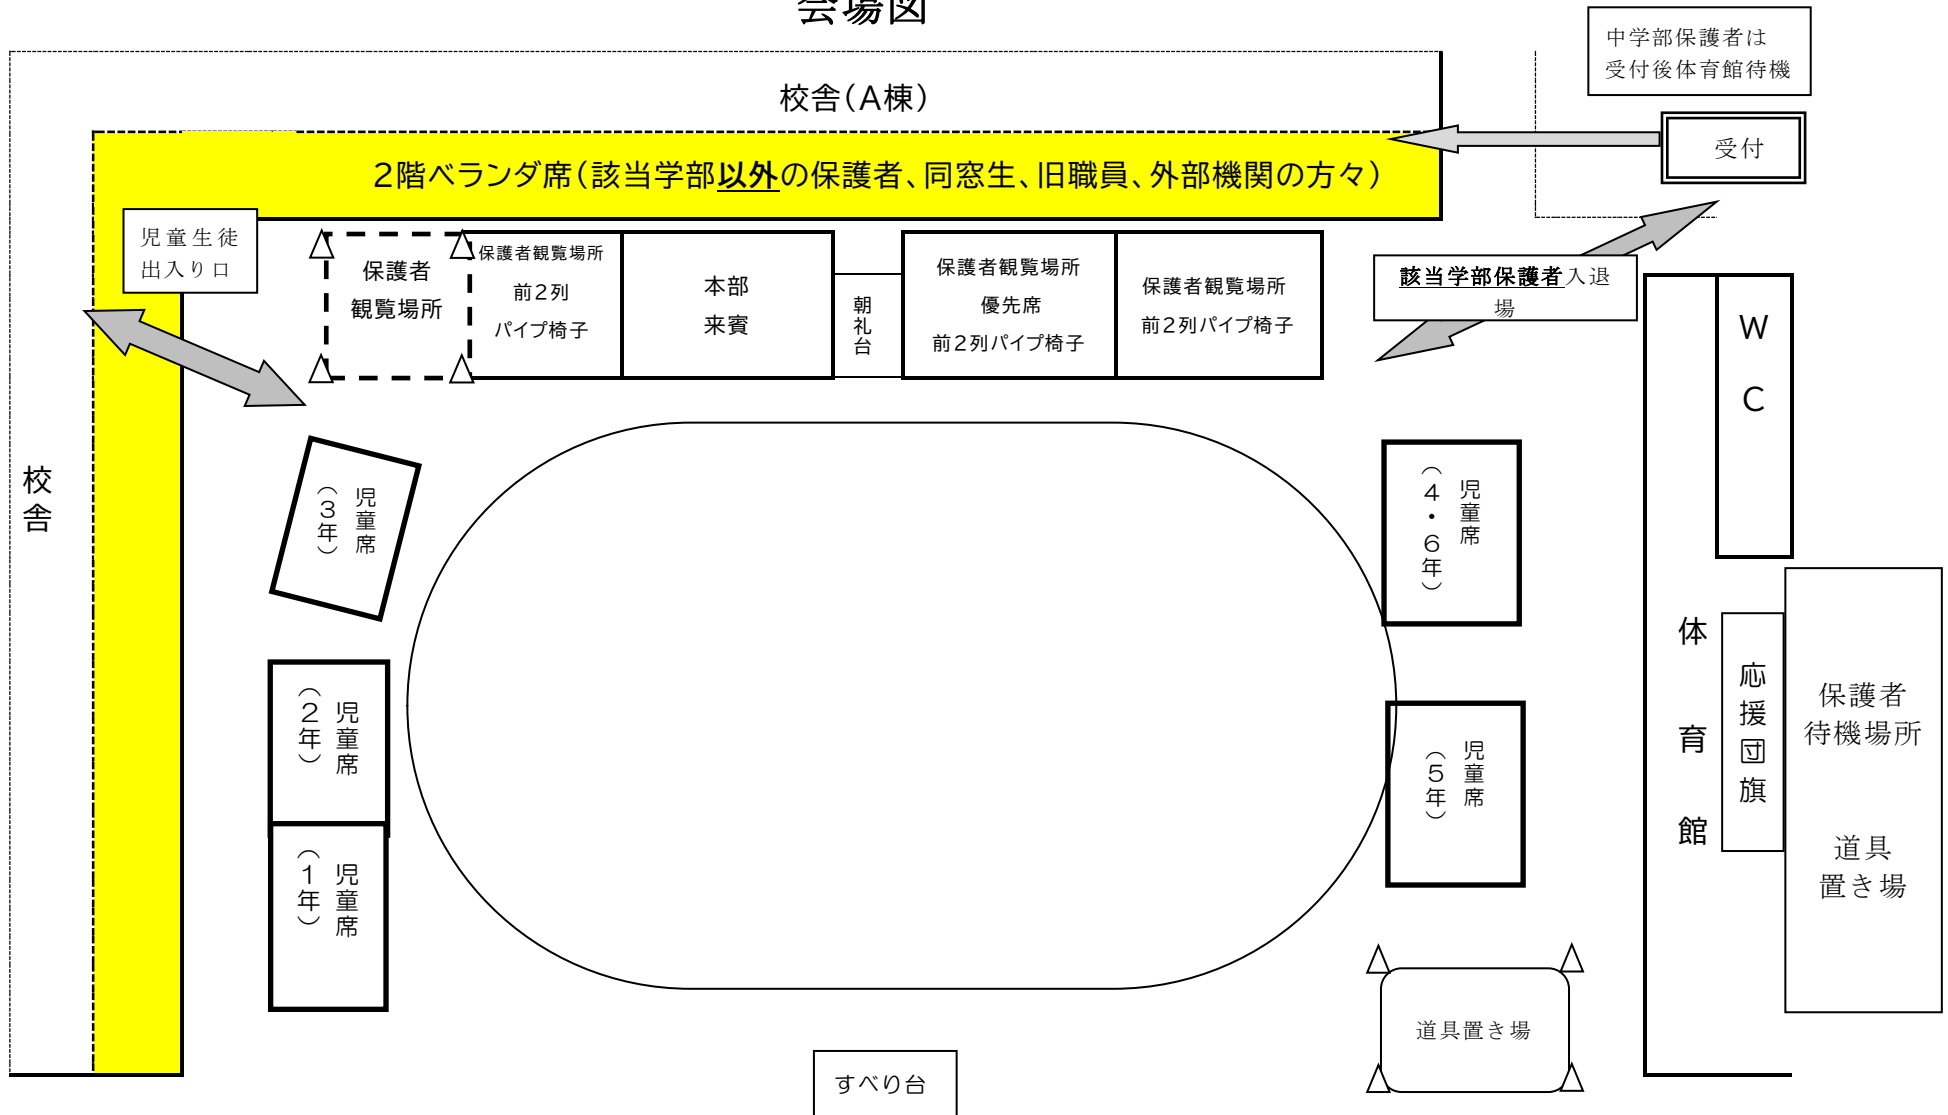 会場図
中学部保護者は
受付後体育館待機
校舎(A棟)
受付
2階ベランダ席(該当学部以外の保護者、同窓生、旧職員、外部機関の方々)
児童生徒
出入り口
保護者
観覧場所
保護者観覧場所
前2列
パイプ椅子
本部
来賓
朝礼台
保護者観覧場所
優先席
前2列パイプ椅子
保護者観覧場所
前2列パイプ椅子
該当学部保護者入退
場
WC
校舎
児童席
(3年)
児童席
(4・6年)
児童席
(2年)
児童席
(5年)
児童席
(1年)
体育館
応援団旗
保護者
待機場所
道具
置き場
道具置き場
すべり台